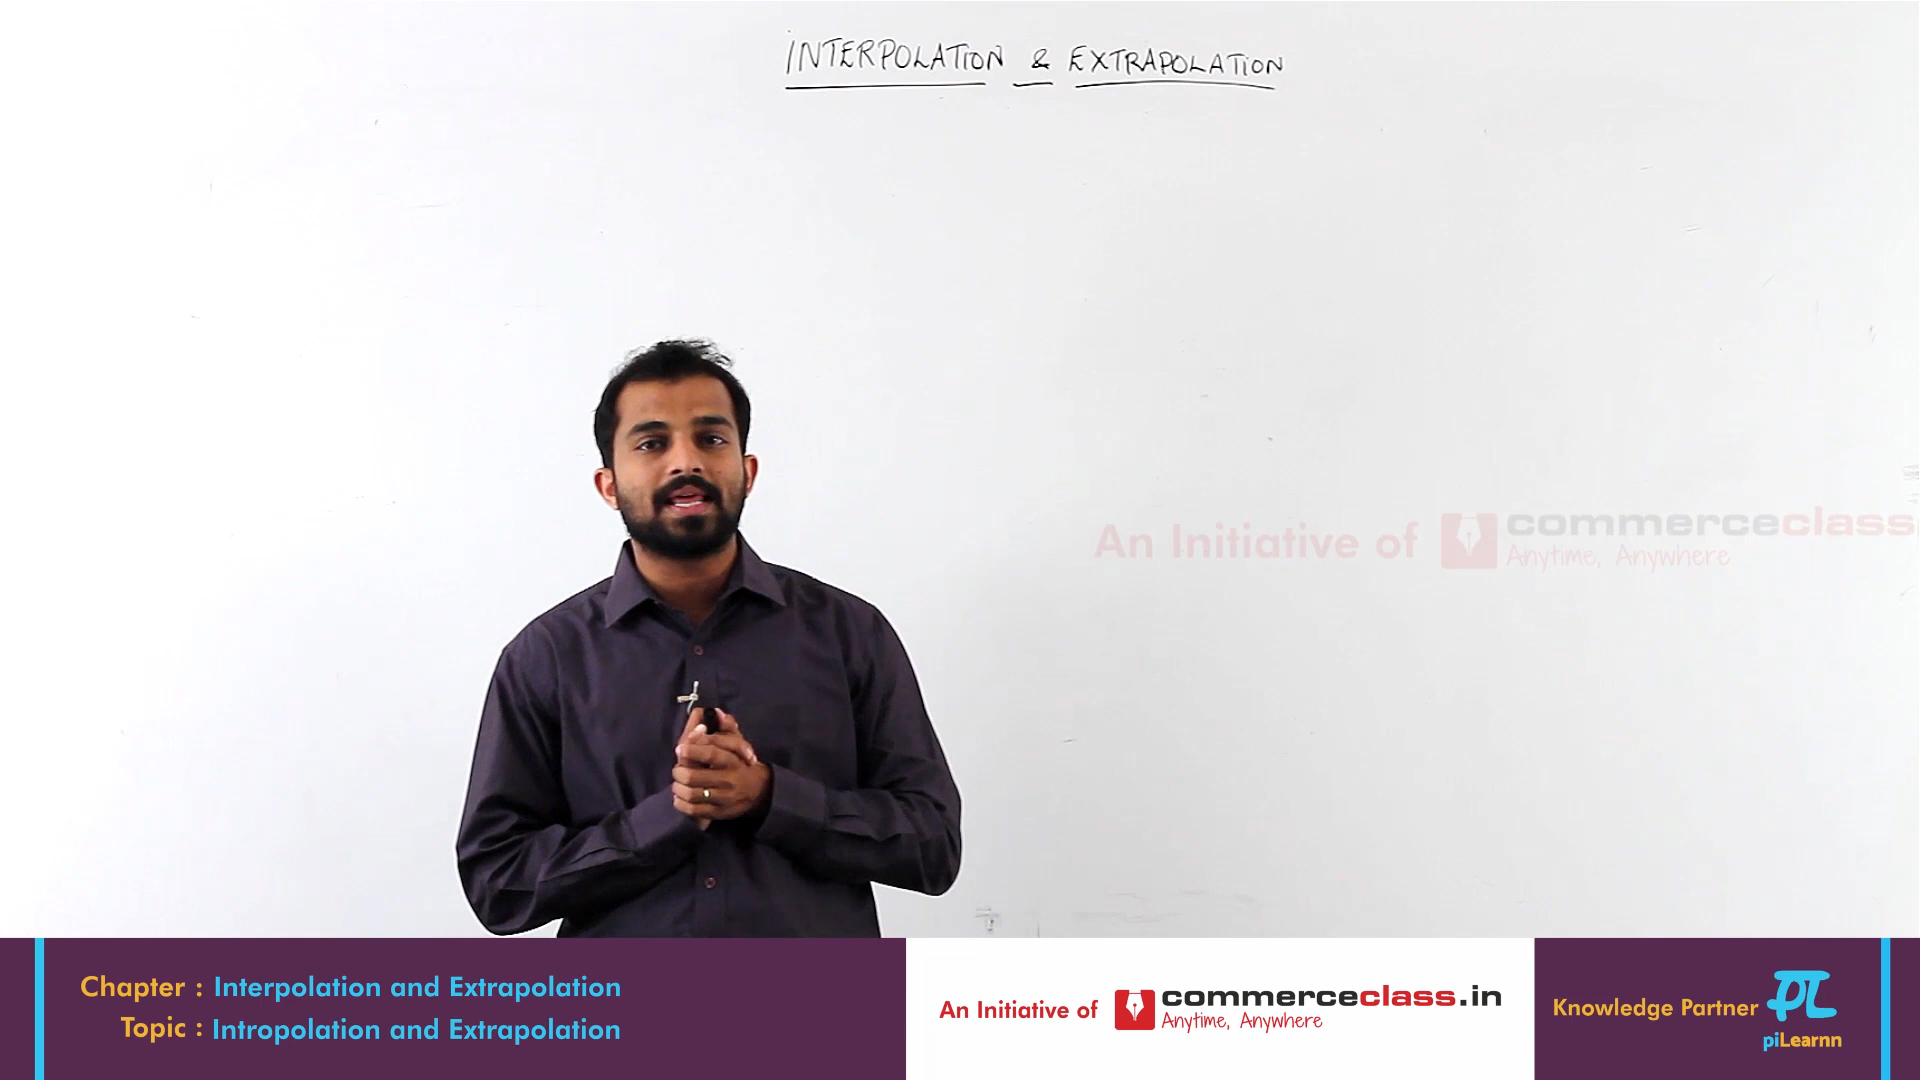 INTERPOLATION & EXTRAPOLATION
An Initiative of commerceclass
Anytime, Anywhere
Chapter : Interpolation and Extrapolation
Topic : Intropolation and Extrapolation
An Initiative of commerceclass.in
Anytime, Anywhere
Knowledge Partner
piLearnn